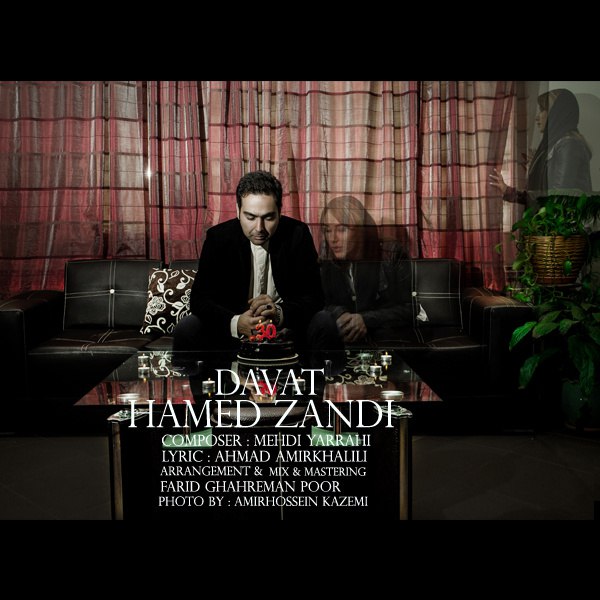 30
DAVAT
HAMED ZANDI
COMPOSER : MEHDI YARRAHI
LYRIC : AHMAD AMIRKHALILI
ARRANGEMENT & MIX & MASTERING
FARID GHAHREMAN POOR
PHOTO BY : AMIRHOSSEIN KAZEMI